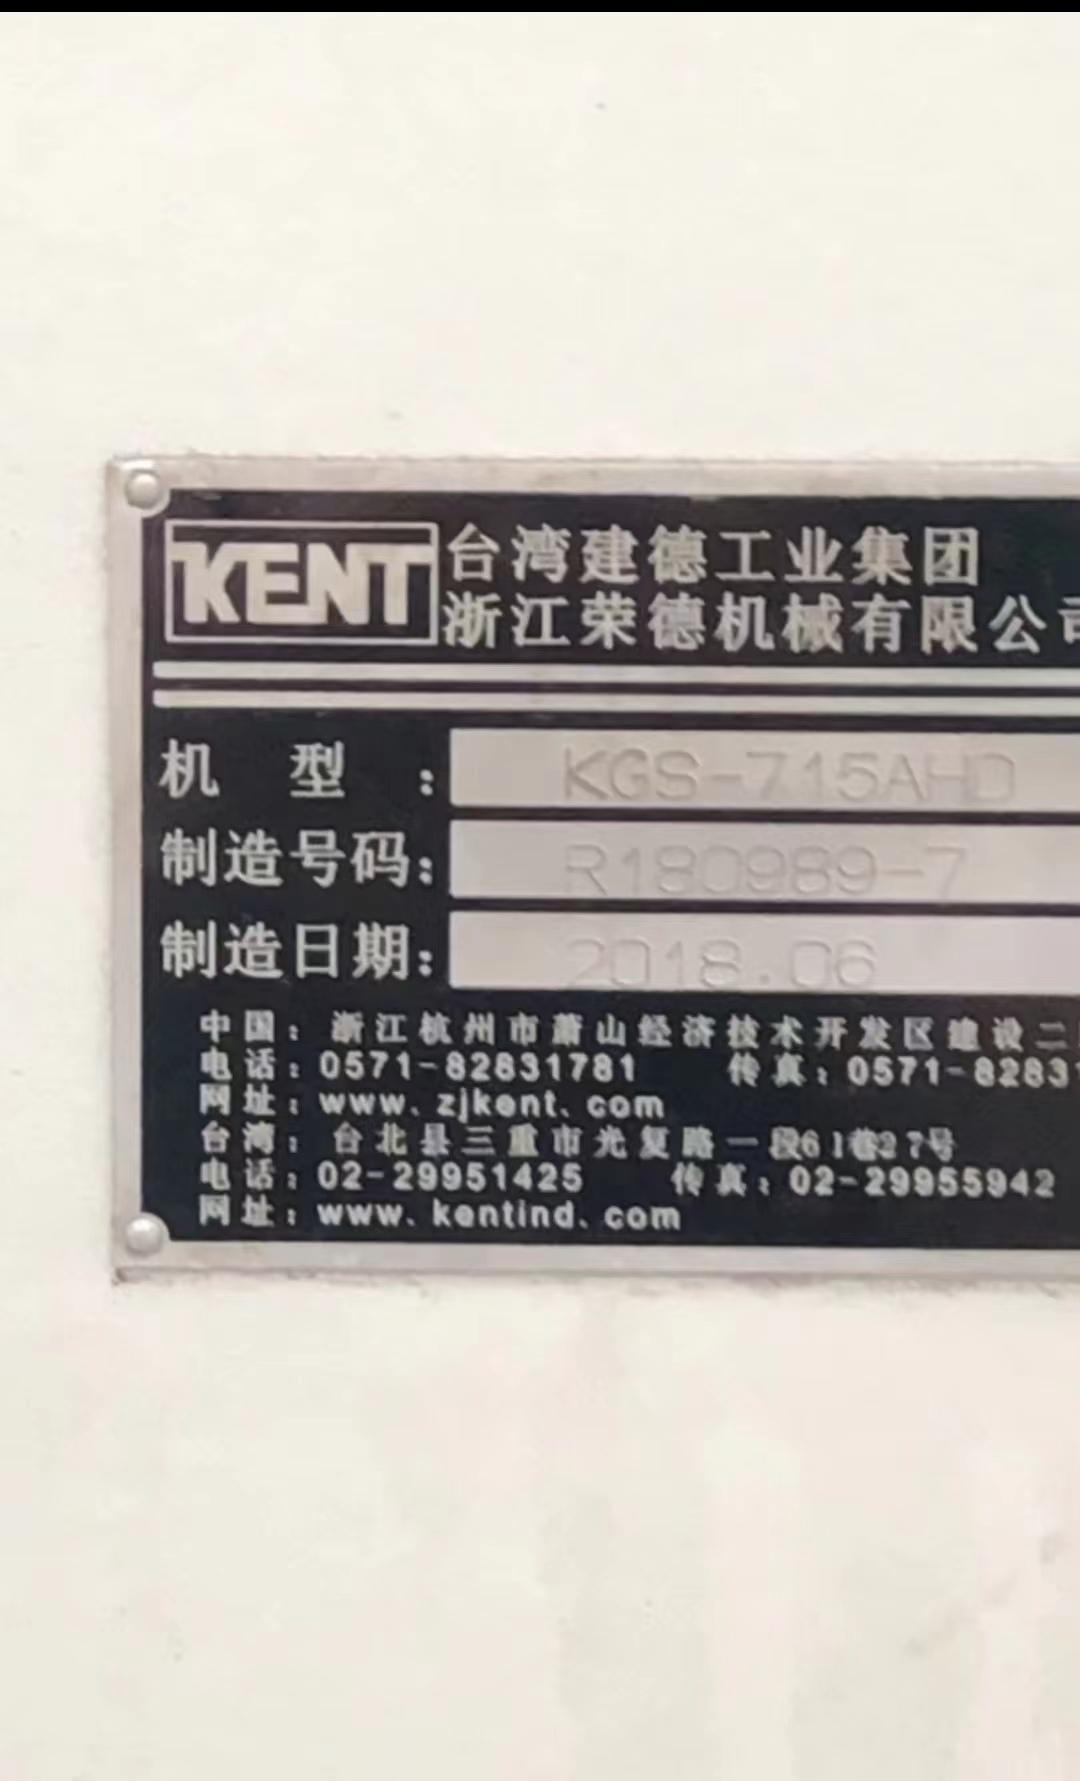 KENT 台湾建德工业集团
浙江荣德机械有限公司
机 型 : KGS-715AHD
制造号码: R180989-7
制造日期: 2018.06
中国: 浙江杭州市萧山经济技术开发区建设二
电话: 0571-82831781 传真: 0571-8283
网址: www.zjkent.com
台湾: 台北县三重市光复路一段61巷27号
电话: 02-29951425 传真: 02-29955942
网址: www.kentind.com